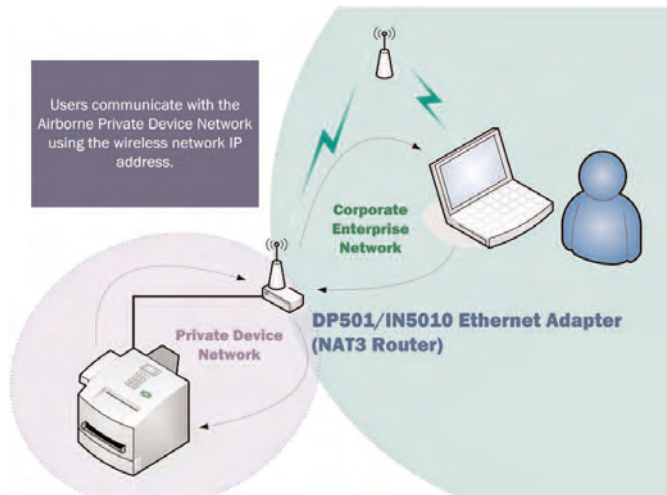 Users communicate with the
Airborne Private Device Network
using the wireless network IP
address.
Corporate
Enterprise
Network
DP501/IN5010 Ethernet Adapter
(NAT3 Router)
Private Device
Network